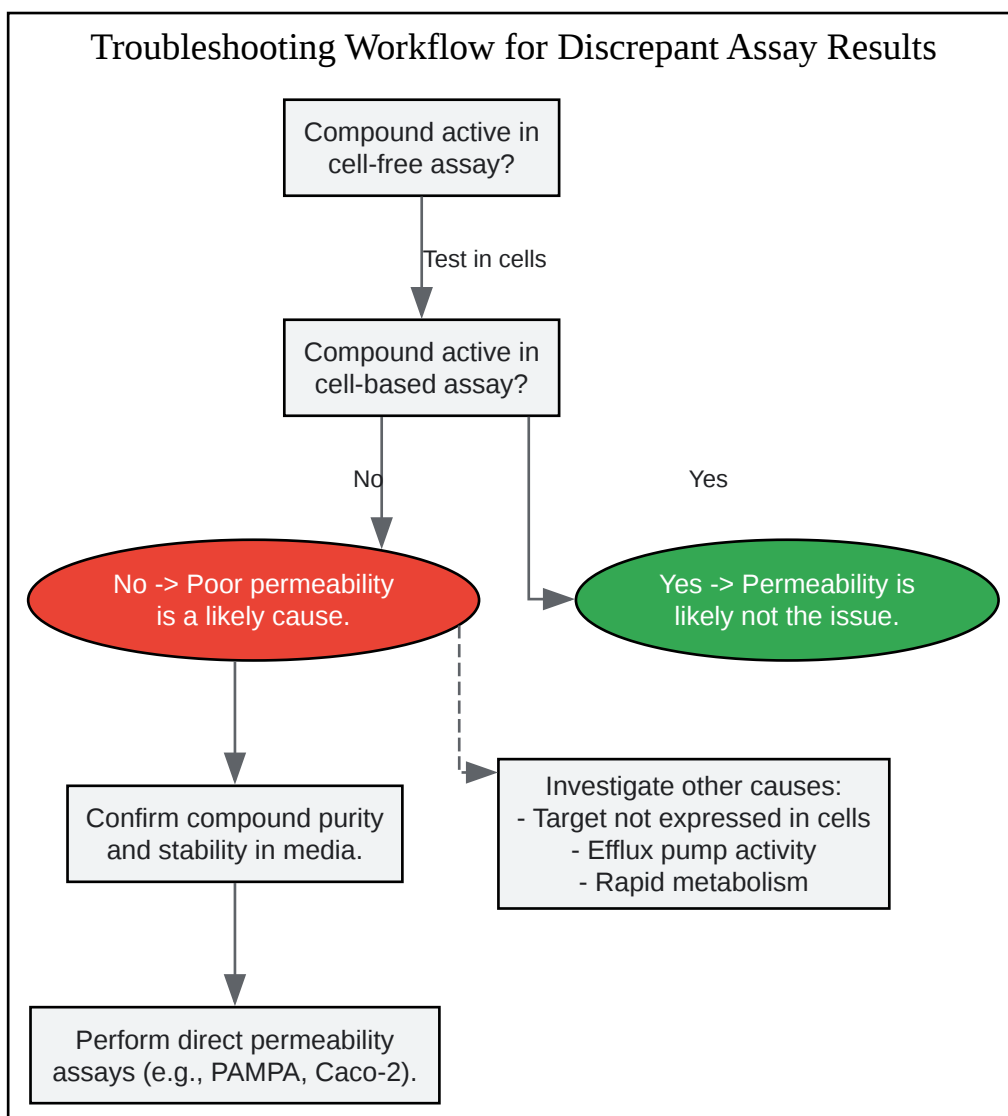 Troubleshooting Workflow for Discrepant Assay Results
Compound active in
cell-free assay?
Test in cells
Compound active in
cell-based assay?
No
Yes
No -> Poor permeability
is a likely cause.
Yes -> Permeability is
likely not the issue.
Confirm compound purity
and stability in media.
Investigate other causes:
- Target not expressed in cells
- Efflux pump activity
- Rapid metabolism
Perform direct permeability
assays (e.g., PAMPA, Caco-2).